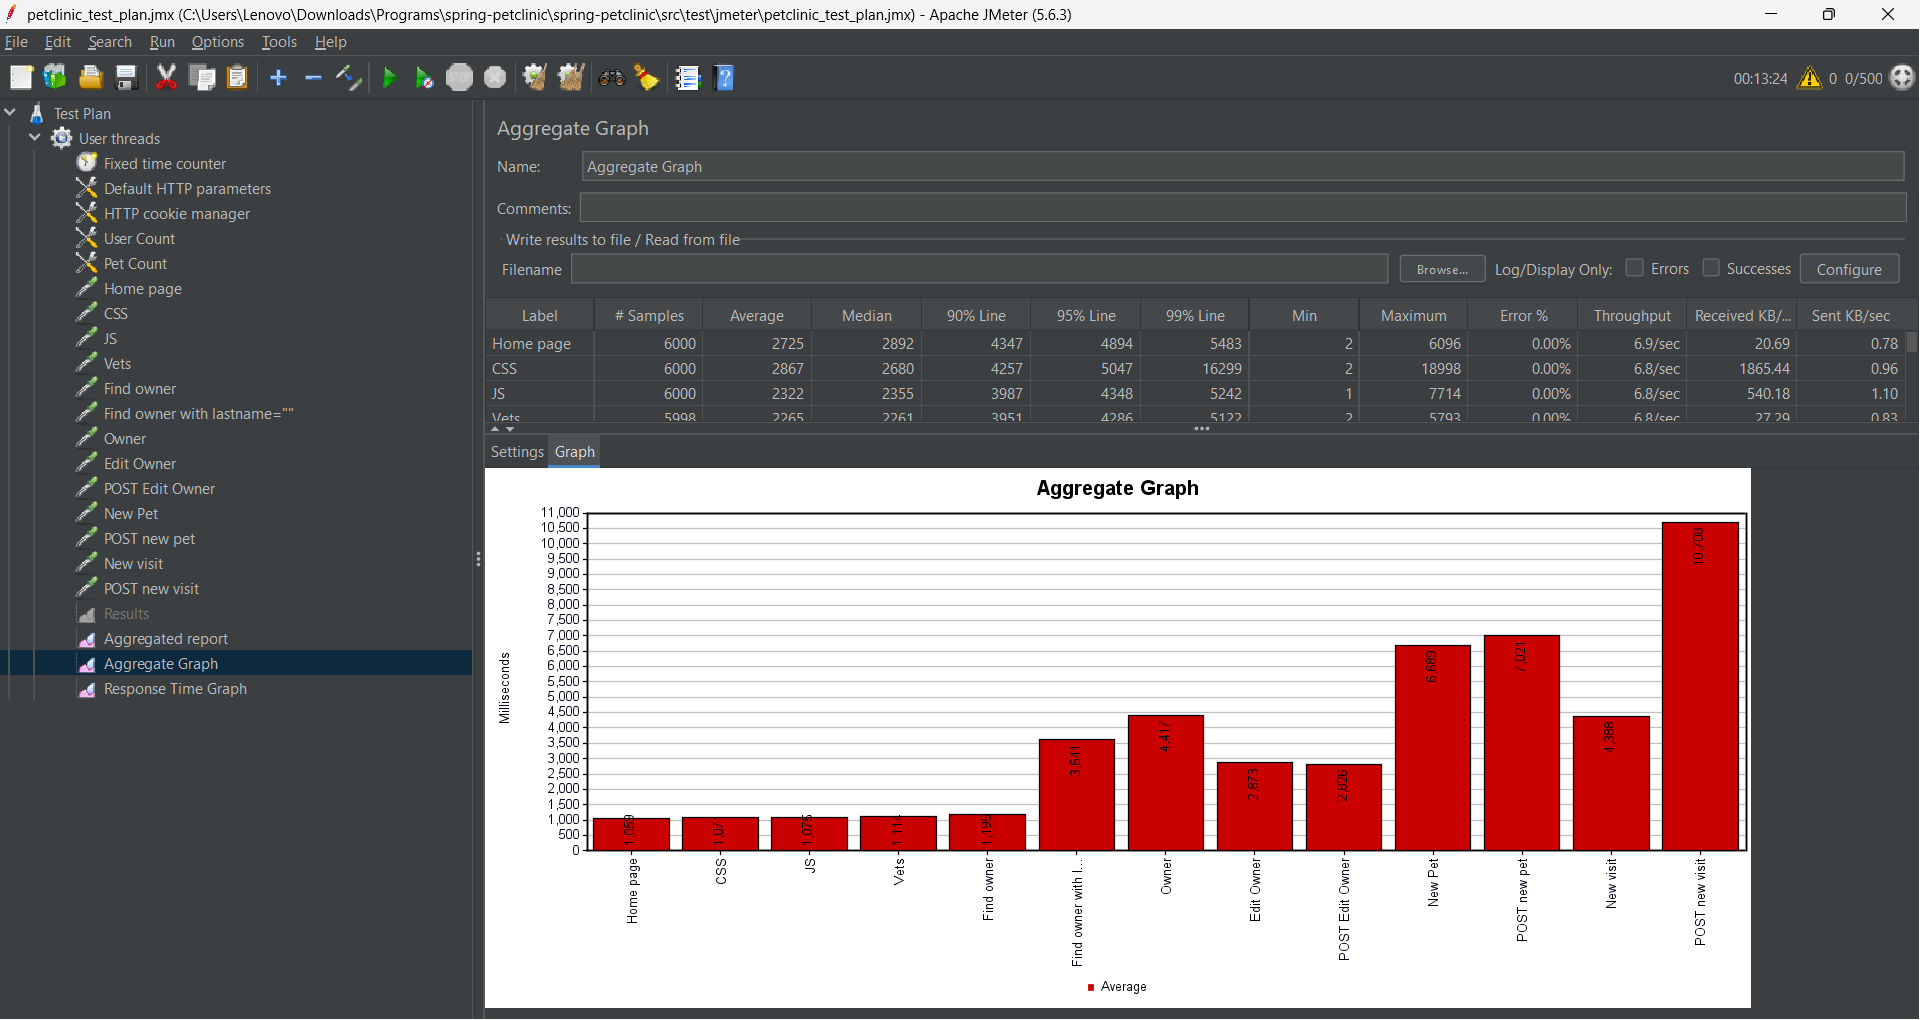 petclinic_test_plan.jmx (C:\Users\Lenovo\Downloads\Programs\spring-petclinic\spring-petclinic\src\test\jmeter\petclinic_test_plan.jmx) - Apache JMeter (5.6.3)
File Edit Search Run Options Tools Help
STOP
00:13:24 0 0/500
Test Plan
User threads
Fixed time counter
Default HTTP parameters
HTTP cookie manager
User Count
Pet Count
Home page
CSS
JS
Vets
Find owner
Find owner with lastname=""
Owner
Edit Owner
POST Edit Owner
New Pet
POST new pet
New visit
POST new visit
Results
Aggregated report
Aggregate Graph
Response Time Graph
Aggregate Graph
Name: Aggregate Graph
Comments:
Write results to file / Read from file
Filename Browse... Log/Display Only: Errors Successes Configure
Label # Samples Average Median 90% Line 95% Line 99% Line Min Maximum Error % Throughput Received KB/... Sent KB/sec
Home page 6000 2725 2892 4347 4894 5483 2 6096 0.00% 6.9/sec 20.69 0.78
CSS 6000 2867 2680 4257 5047 16299 2 18998 0.00% 6.8/sec 1865.44 0.96
JS 6000 2322 2355 3987 4348 5242 1 7714 0.00% 6.8/sec 540.18 1.10
Vets 5998 2265 2261 3951 4286 5122 2 5793 0.00% 6.8/sec 27.29 0.83
Settings Graph
Aggregate Graph
11,000
10,500
10,000
9,500
9,000
8,500
8,000
7,500
7,000
6,500
6,000
5,500
5,000
4,500
4,000
3,500
3,000
2,500
2,000
1,500
1,000
500
0
Milliseconds
1,059 1,071 1,075 1,114 1,196 3,641 4,417 2,873 2,826 6,689 7,021 4,388 10,708
Home page
CSS
JS
Vets
Find owner
Find owner with l...
Owner
Edit Owner
POST Edit Owner
New Pet
POST new pet
New visit
POST new visit
Average